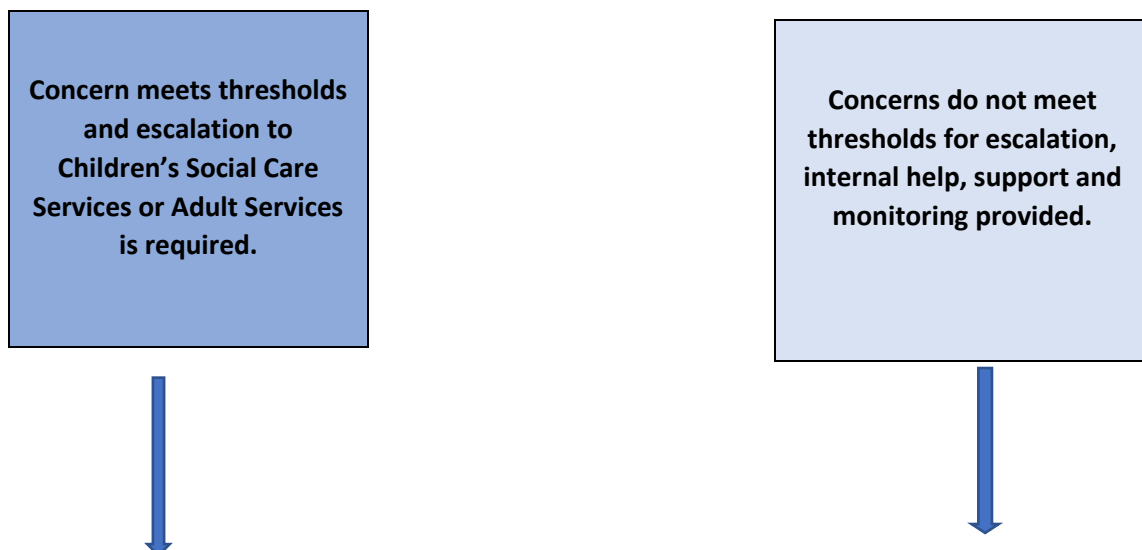 Concern meets thresholds
and escalation to
Children’s Social Care
Services or Adult Services
is required.
Concerns do not meet
thresholds for escalation,
internal help, support and
monitoring provided.